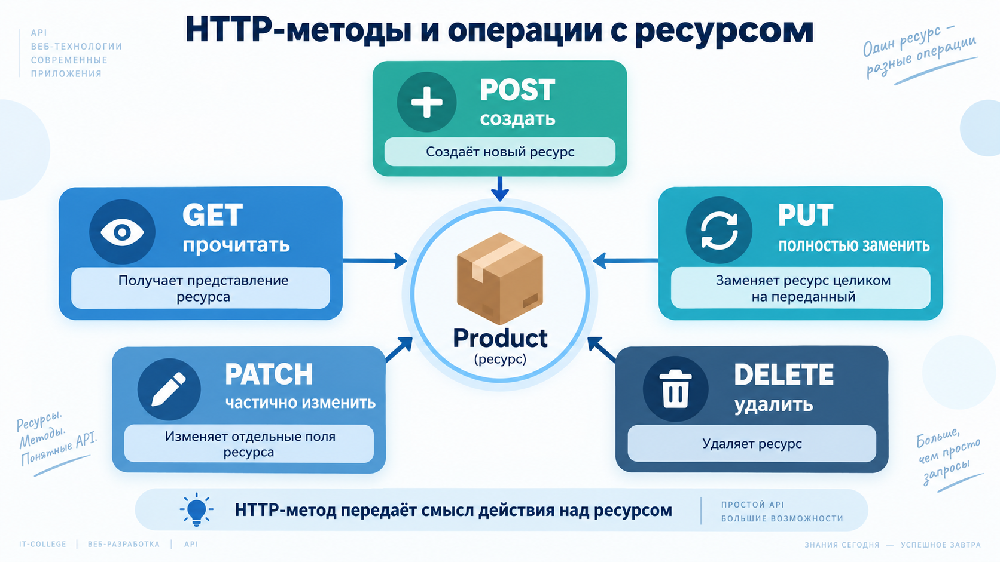 HTTP-методы и операции с ресурсом
API
ВЕБ-ТЕХНОЛОГИИ
СОВРЕМЕННЫЕ
ПРИЛОЖЕНИЯ
Один ресурс –
разные операции
POST
создать
Создаёт новый ресурс
GET
прочитать
Получает представление
ресурса
PUT
полностью заменить
Заменяет ресурс целиком
на переданный
Product
(ресурс)
PATCH
частично изменить
Изменяет отдельные поля
ресурса
DELETE
удалить
Удаляет ресурс
Ресурсы.
Методы.
Понятные API.
Больше,
чем просто
запросы
HTTP-метод передаёт смысл действия над ресурсом
ПРОСТОЙ API
БОЛЬШИЕ ВОЗМОЖНОСТИ
IT-COLLEGE | ВЕБ-РАЗРАБОТКА | API
ЗНАНИЯ СЕГОДНЯ — УСПЕШНОЕ ЗАВТРА